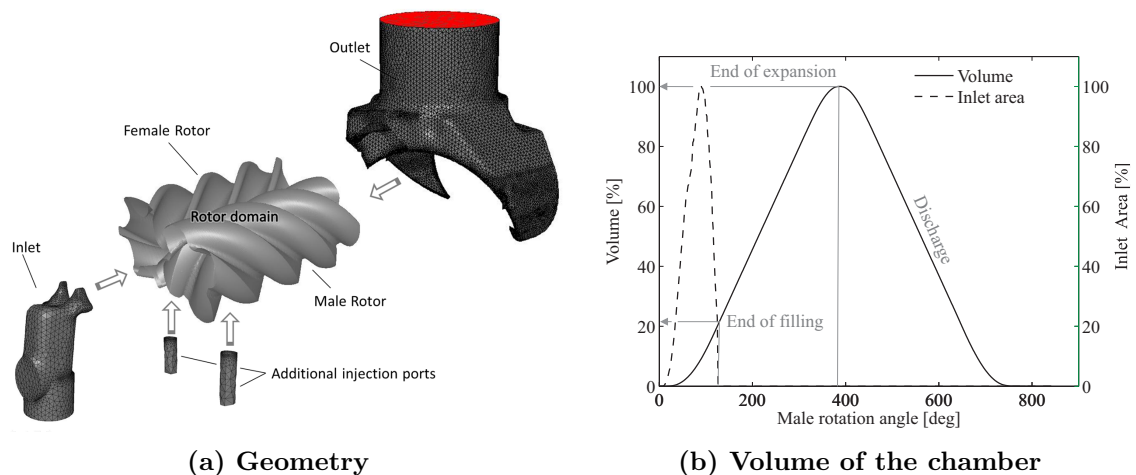 Outlet
Female Rotor
Rotor domain
Inlet
Male Rotor
Additional injection ports
(a) Geometry
End of expansion
Volume
Inlet area
Discharge
End of filling
Volume [%]
0
20
40
60
80
100
Inlet Area [%]
0
20
40
60
80
100
0 200 400 600 800
Male rotation angle [deg]
(b) Volume of the chamber